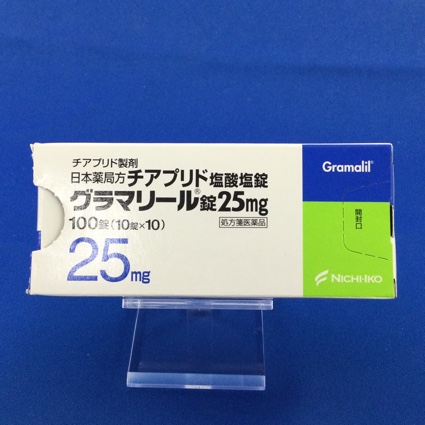 チアプリド製剤
日本薬局方チアプリド塩酸塩錠
グラマリール®錠25mg
100錠(10錠×10)
処方箋医薬品
25mg
Gramalil®
開封口
NICHI-IKO